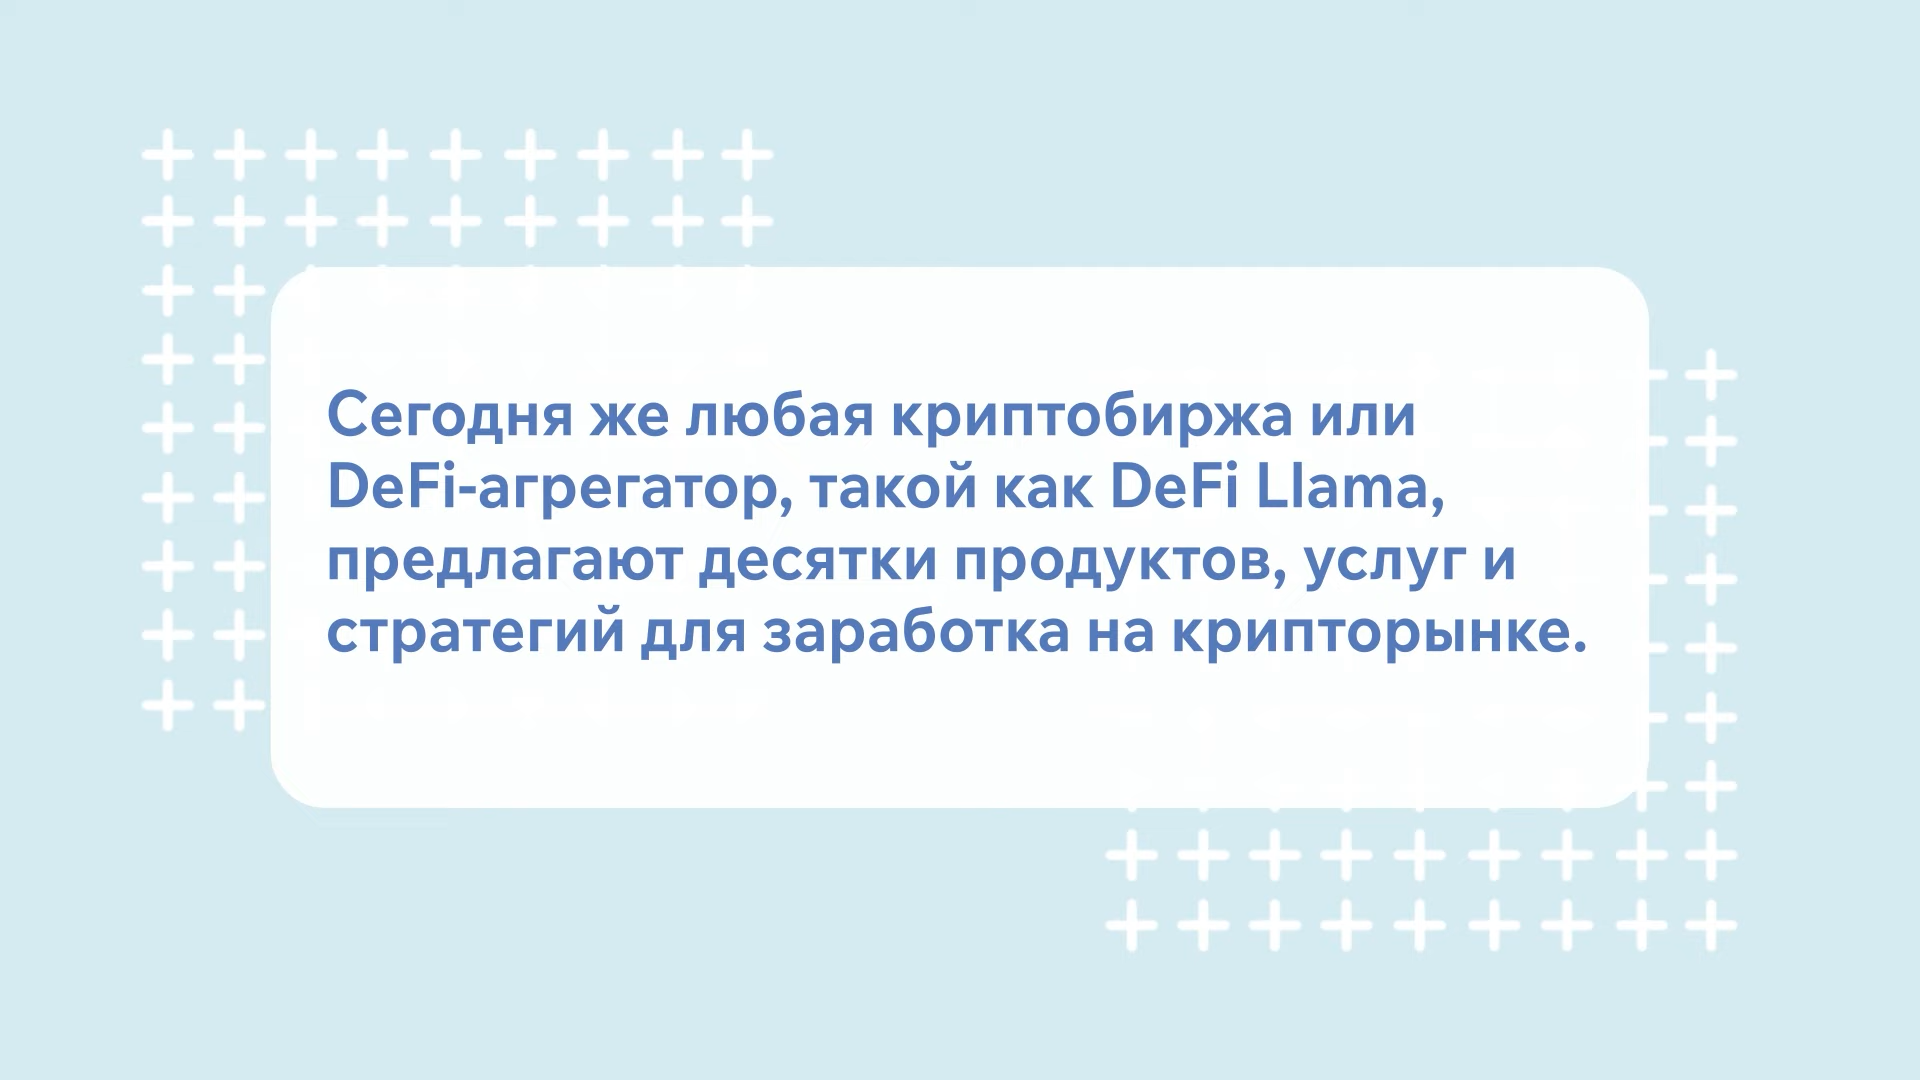 Сегодня же любая криптобиржа или
DeFi-агрегатор, такой как DeFi Llama,
предлагают десятки продуктов, услуг и
стратегий для заработка на крипторынке.